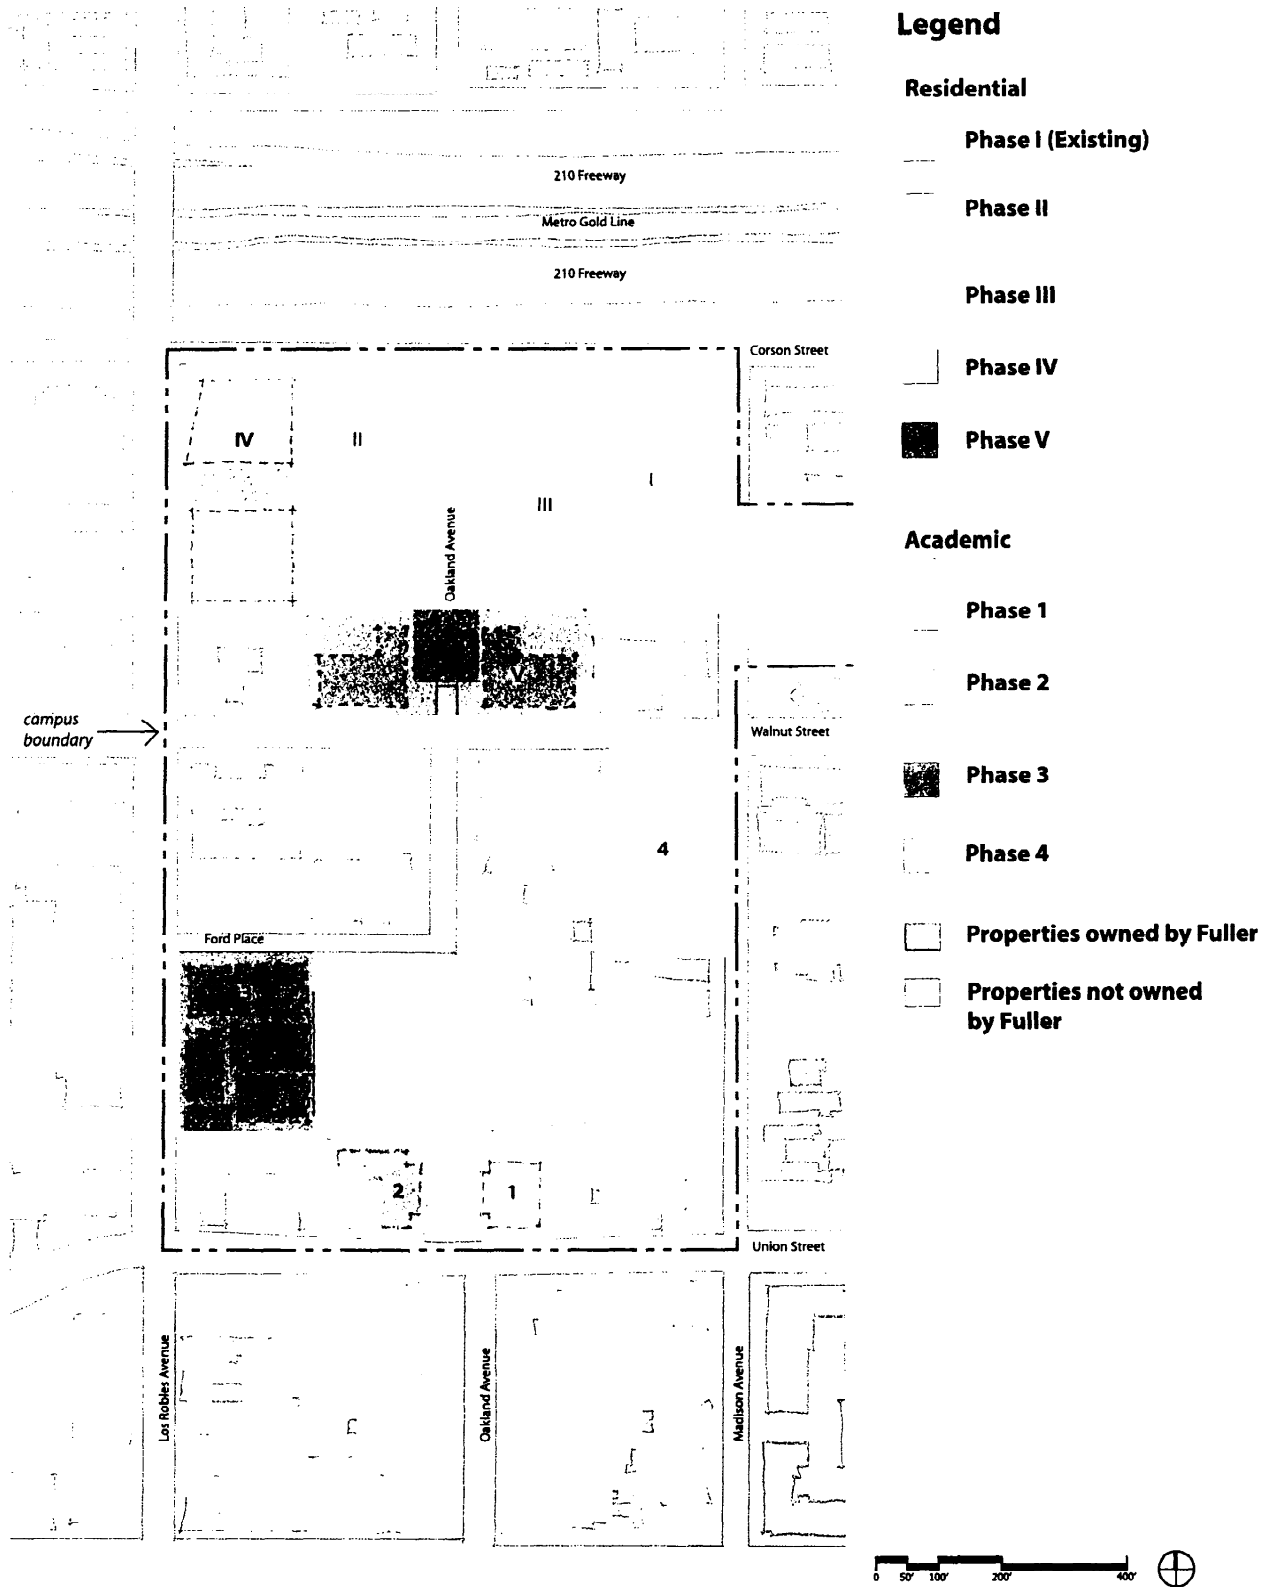 Legend
Residential
Phase I (Existing)
Phase II
Phase III
Phase IV
Phase V
Academic
Phase 1
Phase 2
Phase 3
Phase 4
Properties owned by Fuller
Properties not owned
by Fuller
210 Freeway
Metro Gold Line
210 Freeway
Corson Street
IV
II
I
III
Oakland Avenue
V
campus
boundary
Walnut Street
4
Ford Place
3
2
1
Union Street
Los Robles Avenue
Oakland Avenue
Madison Avenue
0 50' 100' 200' 400'